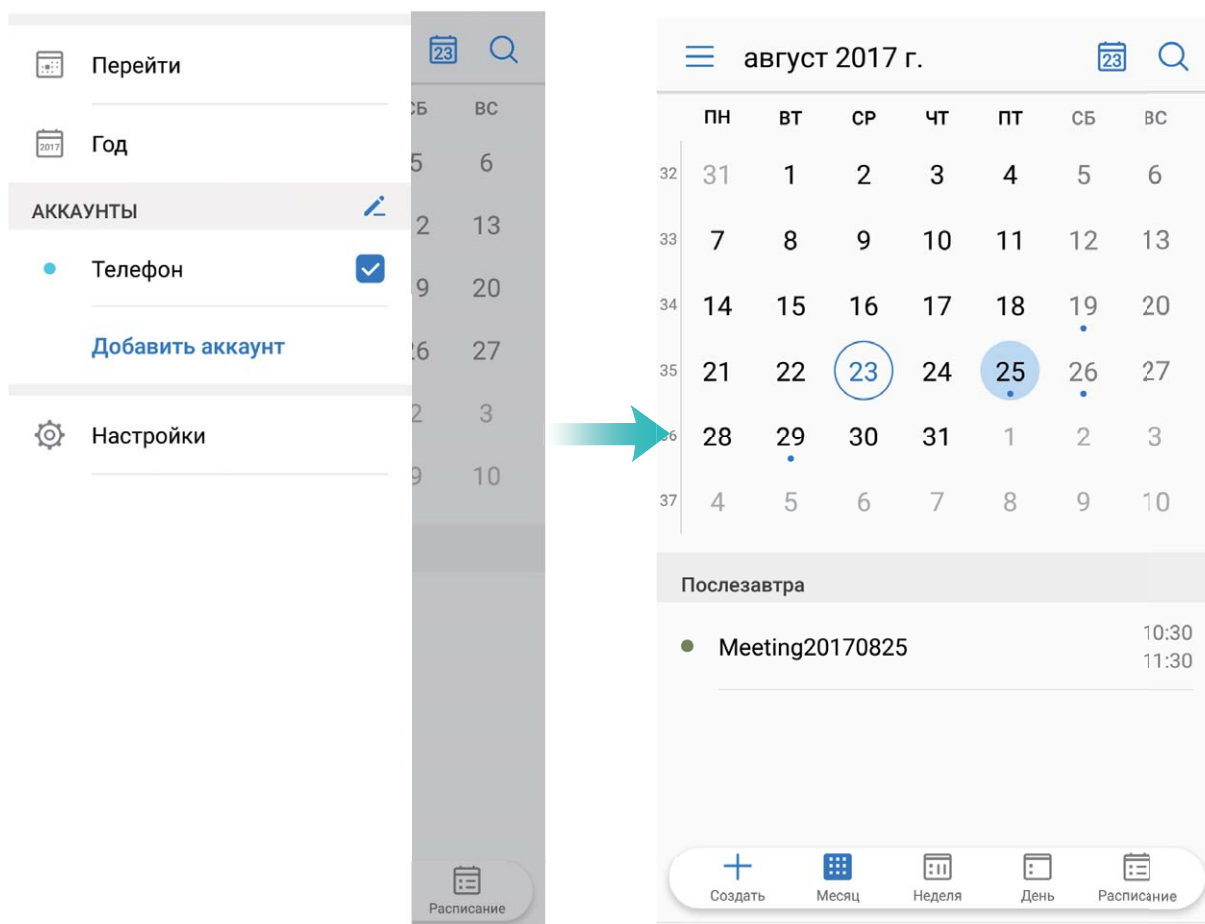 Перейти
2017 Год
АККАУНТЫ
Телефон
Добавить аккаунт
Настройки
23
СБ ВС
5 6
2 13
9 20
26 27
2 3
9 10
Расписание
август 2017 г. 23
ПН ВТ СР ЧТ ПТ СБ ВС
32 31 1 2 3 4 5 6
33 7 8 9 10 11 12 13
34 14 15 16 17 18 19 20
35 21 22 23 24 25 26 27
36 28 29 30 31 1 2 3
37 4 5 6 7 8 9 10
Послезавтра
Meeting20170825 10:30
11:30
Создать Месяц Неделя День Расписание